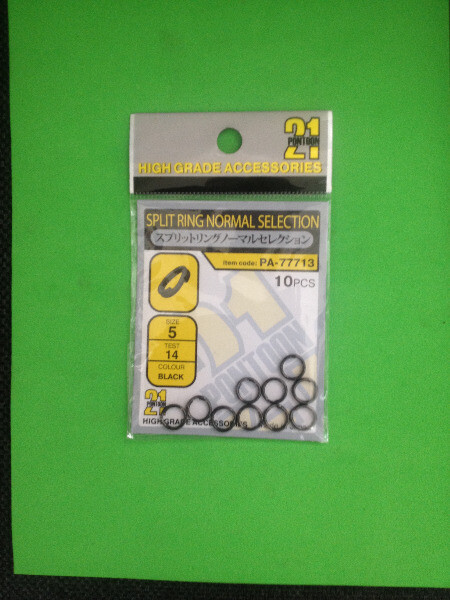 21
PONTOON
HIGH GRADE ACCESSORIES
SPLIT RING NORMAL SELECTION
スプリットリングノーマルセレクション
Item code: PA-77713
10PCS
SIZE
5
TEST
14
COLOUR
BLACK
21
PONTOON
21
PONTOON
HIGH GRADE ACCESSORIES